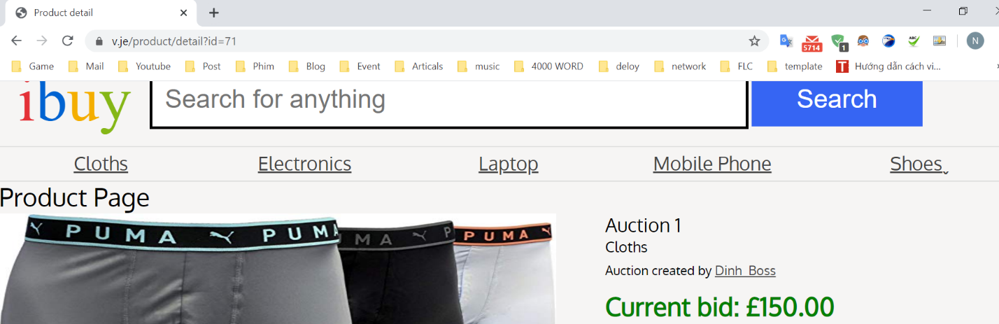 Product detail
v.je/product/detail?id=71
5714
1
ABC
N
Game Mail Youtube Post Phim Blog Event Articals music 4000 WORD deloy network FLC template T Hướng dẫn cách vi...
ibuy Search for anything Search
Cloths Electronics Laptop Mobile Phone Shoes
Product Page
PUMA PUMA MA P PUMA
Auction 1
Cloths
Auction created by Dinh_Boss
Current bid: £150.00